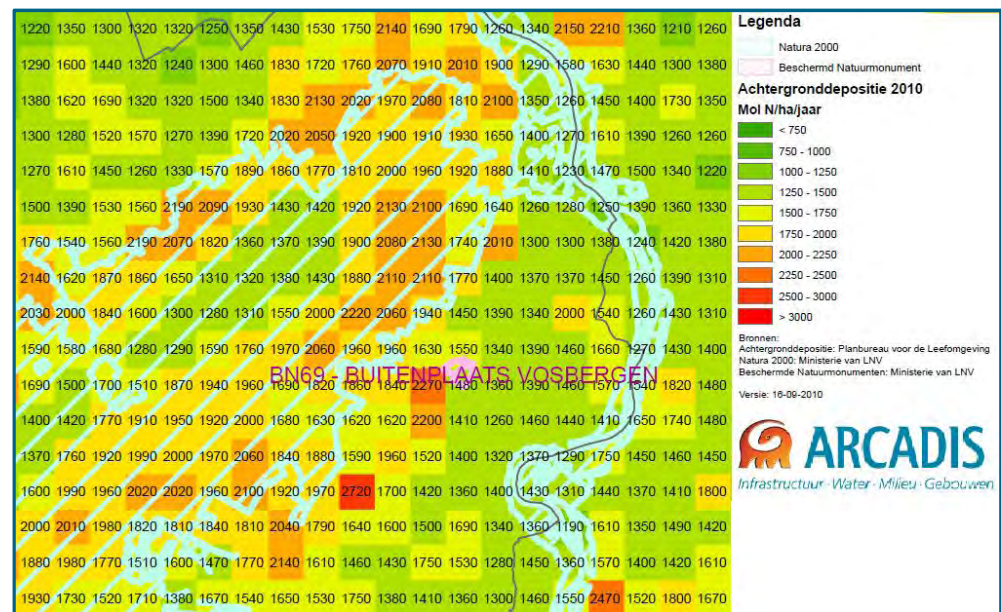 1220 1350 1300 1320 1320 1250 1350 1430 1530 1750 2140 1690 1790 1260 1340 2150 2210 1360 1210 1260
1290 1600 1440 1320 1240 1300 1460 1830 1720 1760 2070 1910 2010 1900 1290 1580 1630 1440 1300 1380
1380 1620 1690 1320 1320 1500 1340 1830 2130 2020 1970 2080 1810 2100 1350 1260 1450 1400 1730 1350
1300 1280 1520 1570 1270 1390 1720 2020 2050 1920 1900 1910 1930 1650 1400 1270 1610 1390 1260 1260
1270 1610 1450 1260 1330 1570 1890 1860 1770 1810 2000 1960 1920 1880 1410 1230 1470 1500 1340 1220
1500 1390 1530 1560 2190 2090 1930 1430 1420 1920 2130 2100 1690 1640 1260 1280 1250 1390 1360 1330
1760 1540 1560 2190 2070 1820 1360 1370 1390 1900 2080 2130 1740 2010 1300 1300 1380 1240 1420 1380
2140 1620 1870 1860 1650 1310 1320 1380 1430 1880 2110 2110 1770 1400 1370 1370 1450 1260 1390 1310
2030 2000 1840 1600 1300 1280 1310 1550 2000 2220 2060 1940 1450 1390 1340 2000 1540 1260 1430 1310
1590 1580 1680 1280 1290 1590 1760 1970 2060 1960 1960 1630 1550 1340 1390 1460 1660 1270 1430 1400
BN69 - BUITENPLAATS VOSBERGEN
1690 1500 1700 1510 1870 1940 1960 1690 1820 1860 1840 2270 1480 1360 1390 1460 1570 1540 1820 1480
1400 1420 1770 1910 1950 1920 2000 1680 1630 1620 1620 2200 1410 1260 1460 1440 1410 1650 1740 1480
1370 1760 1920 1990 2000 1970 2060 1840 1880 1590 1960 1520 1400 1320 1370 1290 1750 1450 1460 1450
1600 1990 1960 2020 2020 1960 2100 1920 1970 2720 1700 1420 1360 1400 1430 1310 1440 1370 1410 1800
2000 2010 1980 1820 1810 1840 1810 2040 1790 1640 1600 1500 1690 1340 1360 1190 1610 1350 1490 1420
1880 1980 1770 1510 1600 1470 1770 2140 1610 1460 1430 1750 1530 1280 1450 1360 1570 1400 1420 1610
1930 1730 1520 1710 1380 1670 1540 1650 1530 1750 1380 1410 1360 1300 1460 1550 2470 1520 1800 1670
Legenda
Natura 2000
Beschermd Natuurmonument
Achtergronddepositie 2010
Mol N/ha/jaar
< 750
750 - 1000
1000 - 1250
1250 - 1500
1500 - 1750
1750 - 2000
2000 - 2250
2250 - 2500
2500 - 3000
> 3000
Bronnen:
Achtergronddepositie: Planbureau voor de Leefomgeving
Natura 2000: Ministerie van LNV
Beschermde Natuurmonumenten: Ministerie van LNV
Versie: 16-09-2010
ARCADIS
Infrastructuur · Water · Milieu · Gebouwen